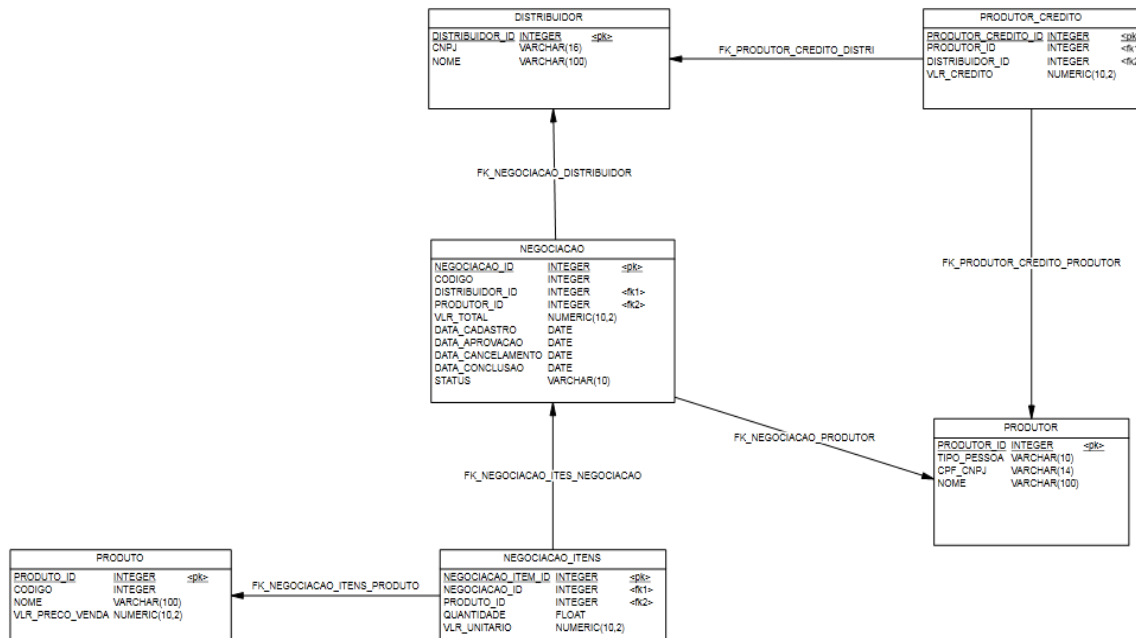 DISTRIBUIDOR
DISTRIBUIDOR_ID INTEGER <pk>
CNPJ VARCHAR(16)
NOME VARCHAR(100)
PRODUTOR_CREDITO
PRODUTOR_CREDITO_ID INTEGER <pk
PRODUTOR_ID INTEGER <fk1
DISTRIBUIDOR_ID INTEGER <fk2
VLR_CREDITO NUMERIC(10,2)
FK_PRODUTOR_CREDITO_DISTRI
FK_NEGOCIACAO_DISTRIBUIDOR
NEGOCIACAO
NEGOCIACAO_ID INTEGER <pk>
CODIGO INTEGER
DISTRIBUIDOR_ID INTEGER <fk1>
PRODUTOR_ID INTEGER <fk2>
VLR_TOTAL NUMERIC(10,2)
DATA_CADASTRO DATE
DATA_APROVACAO DATE
DATA_CANCELAMENTO DATE
DATA_CONCLUSAO DATE
STATUS VARCHAR(10)
FK_PRODUTOR_CREDITO_PRODUTOR
FK_NEGOCIACAO_PRODUTOR
PRODUTOR
PRODUTOR_ID INTEGER <pk>
TIPO_PESSOA VARCHAR(10)
CPF_CNPJ VARCHAR(14)
NOME VARCHAR(100)
FK_NEGOCIACAO_ITES_NEGOCIACAO
PRODUTO
PRODUTO_ID INTEGER <pk>
CODIGO INTEGER
NOME VARCHAR(100)
VLR_PRECO_VENDA NUMERIC(10,2)
FK_NEGOCIACAO_ITENS_PRODUTO
NEGOCIACAO_ITENS
NEGOCIACAO_ITEM_ID INTEGER <pk>
NEGOCIACAO_ID INTEGER <fk1>
PRODUTO_ID INTEGER <fk2>
QUANTIDADE FLOAT
VLR_UNITARIO NUMERIC(10,2)